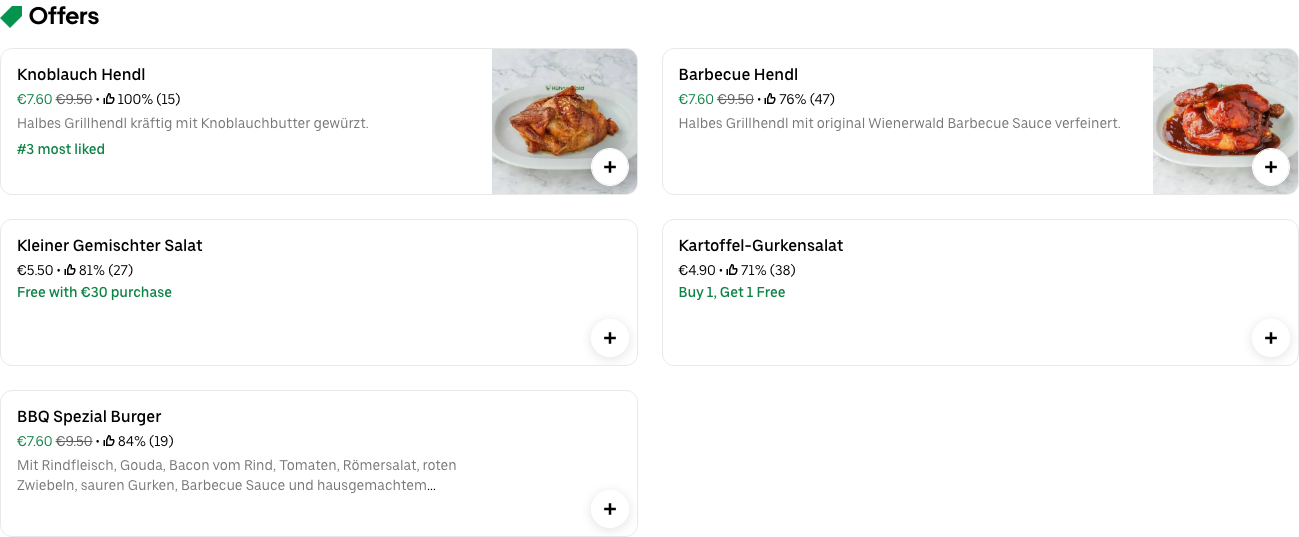 Offers
Knoblauch Hendl
€7.60 €9.50 • 100% (15)
Halbes Grillhendl kräftig mit Knoblauchbutter gewürzt.
#3 most liked
Barbecue Hendl
€7.60 €9.50 • 76% (47)
Halbes Grillhendl mit original Wienerwald Barbecue Sauce verfeinert.
Kleiner Gemischter Salat
€5.50 • 81% (27)
Free with €30 purchase
Kartoffel-Gurkensalat
€4.90 • 71% (38)
Buy 1, Get 1 Free
BBQ Spezial Burger
€7.60 €9.50 • 84% (19)
Mit Rindfleisch, Gouda, Bacon vom Rind, Tomaten, Römersalat, roten
Zwiebeln, sauren Gurken, Barbecue Sauce und hausgemachtem...